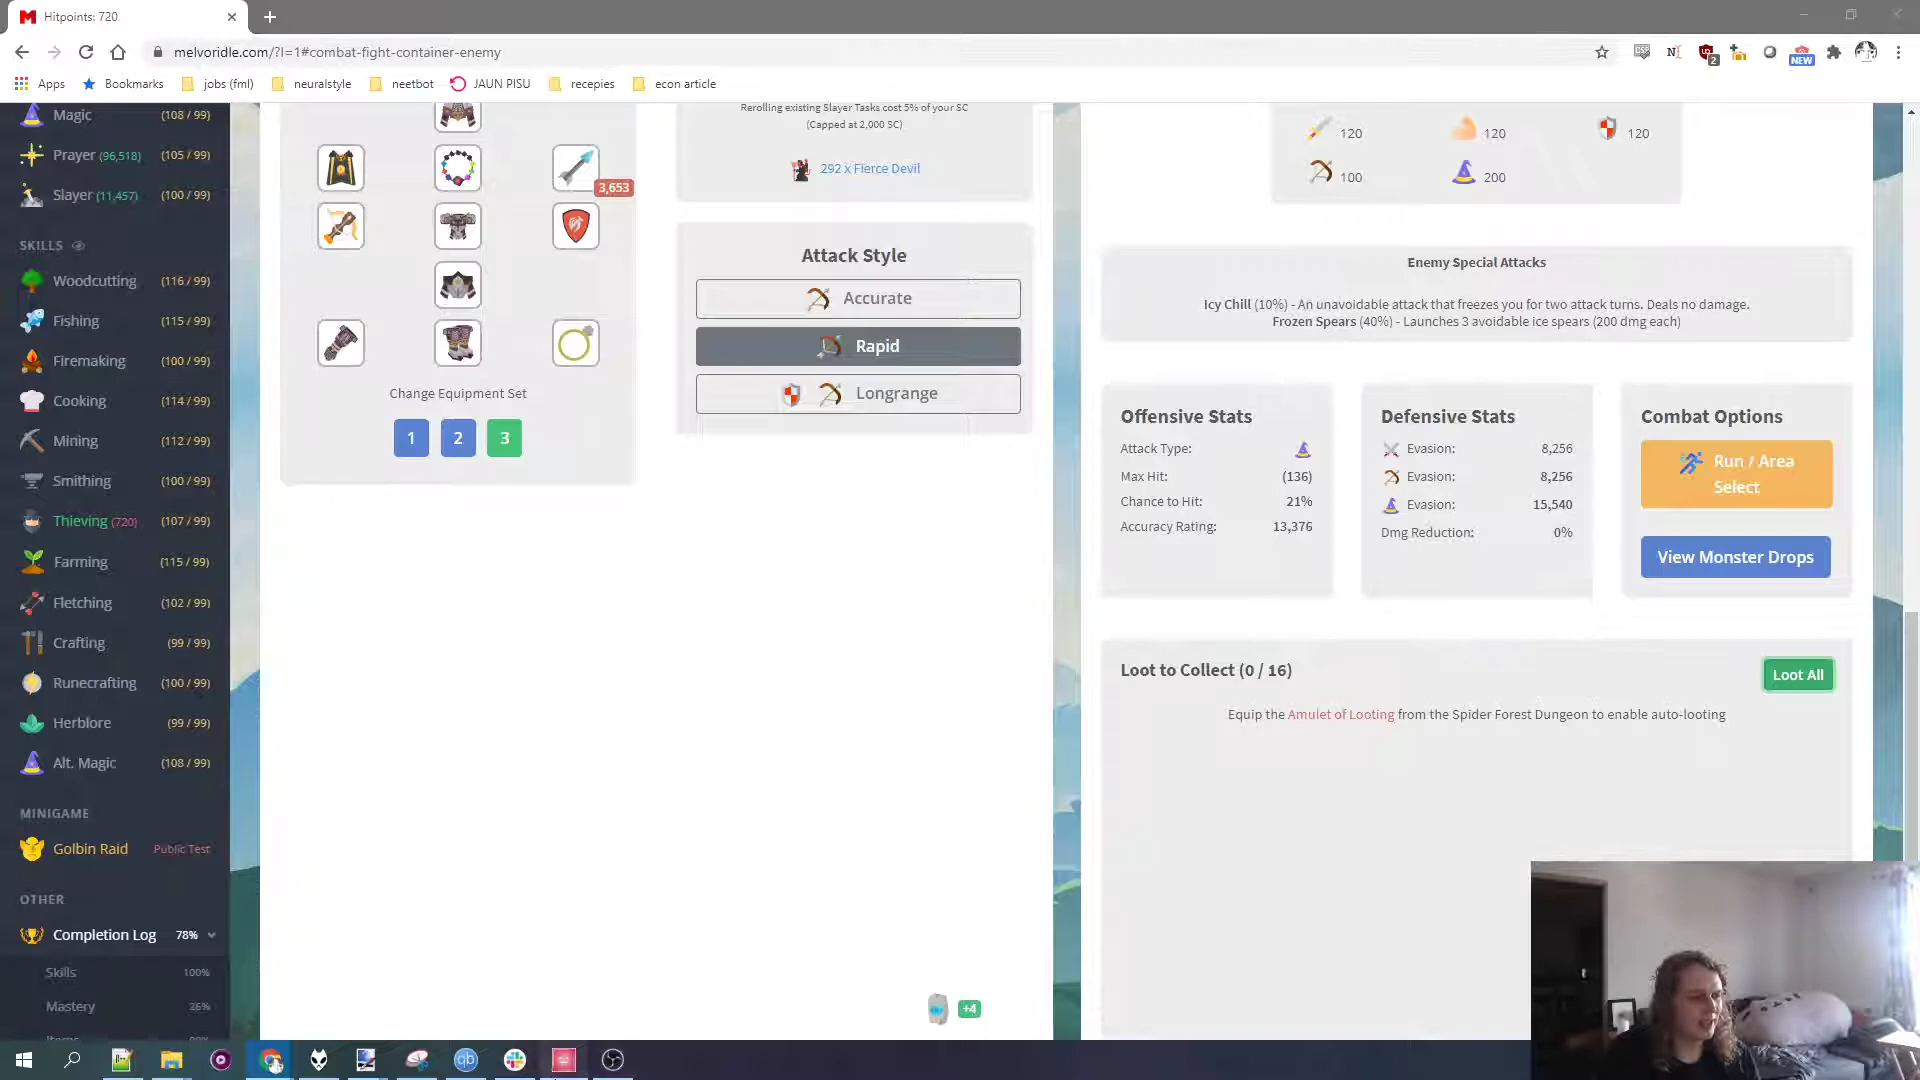 Hitpoints: 720
melvoridle.com/?I=1#combat-fight-container-enemy
Apps
Bookmarks
jobs (fml)
neuralstyle
neetbot
JAUN PISU
recepies
econ article
2
NEW
Magic (108 / 99)
Prayer (96,518) (105 / 99)
Slayer (11,457) (100 / 99)
SKILLS
Woodcutting (116 / 99)
Fishing (115 / 99)
Firemaking (100 / 99)
Cooking (114 / 99)
Mining (112 / 99)
Smithing (100 / 99)
Thieving (720) (107 / 99)
Farming (115 / 99)
Fletching (102 / 99)
Crafting (99 / 99)
Runecrafting (100 / 99)
Herblore (99 / 99)
Alt. Magic (108 / 99)
MINIGAME
Golbin Raid Public Test
OTHER
Completion Log 78%
Skills 100%
Mastery 26%
3,653
Change Equipment Set
1 2 3
Rerolling existing Slayer Tasks cost 5% of your SC
(Capped at 2,000 SC)
292 x Fierce Devil
Attack Style
Accurate
Rapid
Longrange
+4
120 120 120
100 200
Enemy Special Attacks
Icy Chill (10%) - An unavoidable attack that freezes you for two attack turns. Deals no damage.
Frozen Spears (40%) - Launches 3 avoidable ice spears (200 dmg each)
Offensive Stats
Attack Type:
Max Hit: (136)
Chance to Hit: 21%
Accuracy Rating: 13,376
Defensive Stats
Evasion: 8,256
Evasion: 8,256
Evasion: 15,540
Dmg Reduction: 0%
Combat Options
Run / Area
Select
View Monster Drops
Loot to Collect (0 / 16)
Loot All
Equip the Amulet of Looting from the Spider Forest Dungeon to enable auto-looting
qb